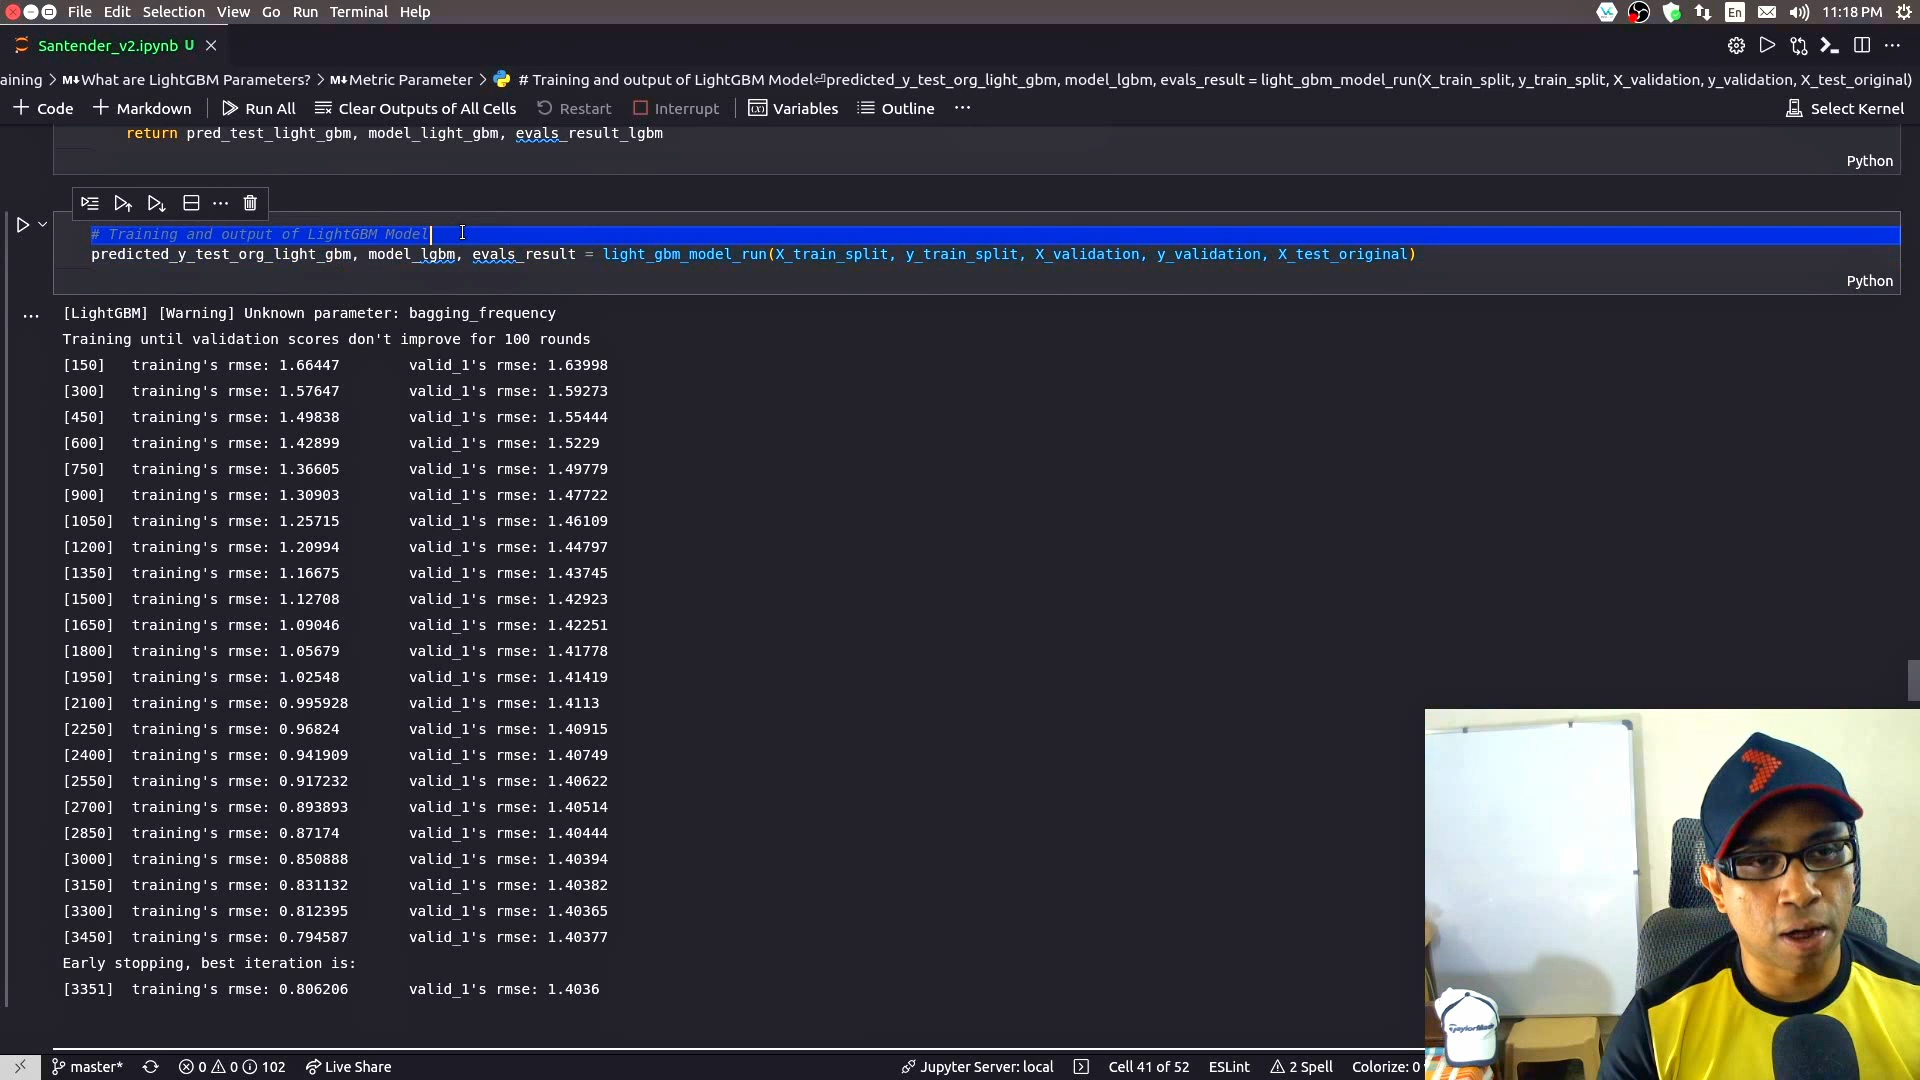 File Edit Selection View Go Run Terminal Help
En 11:18 PM
Santender_v2.ipynb U
aining > M↓What are LightGBM Parameters? > M↓Metric Parameter > # Training and output of LightGBM Model⏎predicted_y_test_org_light_gbm, model_lgbm, evals_result = light_gbm_model_run(X_train_split, y_train_split, X_validation, y_validation, X_test_original)
+ Code + Markdown Run All Clear Outputs of All Cells Restart Interrupt Variables Outline ··· Select Kernel
return pred_test_light_gbm, model_light_gbm, evals_result_lgbm
Python
# Training and output of LightGBM Model
predicted_y_test_org_light_gbm, model_lgbm, evals_result = light_gbm_model_run(X_train_split, y_train_split, X_validation, y_validation, X_test_original)
Python
[LightGBM] [Warning] Unknown parameter: bagging_frequency
Training until validation scores don't improve for 100 rounds
[150] training's rmse: 1.66447 valid_1's rmse: 1.63998
[300] training's rmse: 1.57647 valid_1's rmse: 1.59273
[450] training's rmse: 1.49838 valid_1's rmse: 1.55444
[600] training's rmse: 1.42899 valid_1's rmse: 1.5229
[750] training's rmse: 1.36605 valid_1's rmse: 1.49779
[900] training's rmse: 1.30903 valid_1's rmse: 1.47722
[1050] training's rmse: 1.25715 valid_1's rmse: 1.46109
[1200] training's rmse: 1.20994 valid_1's rmse: 1.44797
[1350] training's rmse: 1.16675 valid_1's rmse: 1.43745
[1500] training's rmse: 1.12708 valid_1's rmse: 1.42923
[1650] training's rmse: 1.09046 valid_1's rmse: 1.42251
[1800] training's rmse: 1.05679 valid_1's rmse: 1.41778
[1950] training's rmse: 1.02548 valid_1's rmse: 1.41419
[2100] training's rmse: 0.995928 valid_1's rmse: 1.4113
[2250] training's rmse: 0.96824 valid_1's rmse: 1.40915
[2400] training's rmse: 0.941909 valid_1's rmse: 1.40749
[2550] training's rmse: 0.917232 valid_1's rmse: 1.40622
[2700] training's rmse: 0.893893 valid_1's rmse: 1.40514
[2850] training's rmse: 0.87174 valid_1's rmse: 1.40444
[3000] training's rmse: 0.850888 valid_1's rmse: 1.40394
[3150] training's rmse: 0.831132 valid_1's rmse: 1.40382
[3300] training's rmse: 0.812395 valid_1's rmse: 1.40365
[3450] training's rmse: 0.794587 valid_1's rmse: 1.40377
Early stopping, best iteration is:
[3351] training's rmse: 0.806206 valid_1's rmse: 1.4036
TaylorMade
master* 0 0 102 Live Share Jupyter Server: local Cell 41 of 52 ESLint 2 Spell Colorize: 0